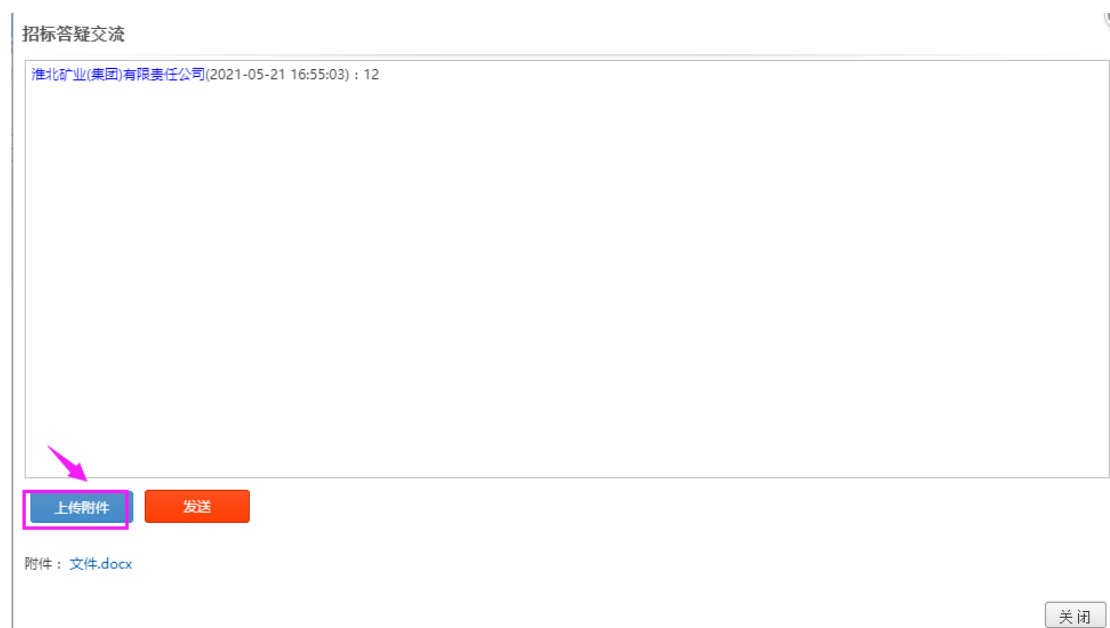 招标答疑交流
淮北矿业(集团)有限责任公司(2021-05-21 16:55:03)：12
上传附件 发送
附件： 文件.docx
关闭